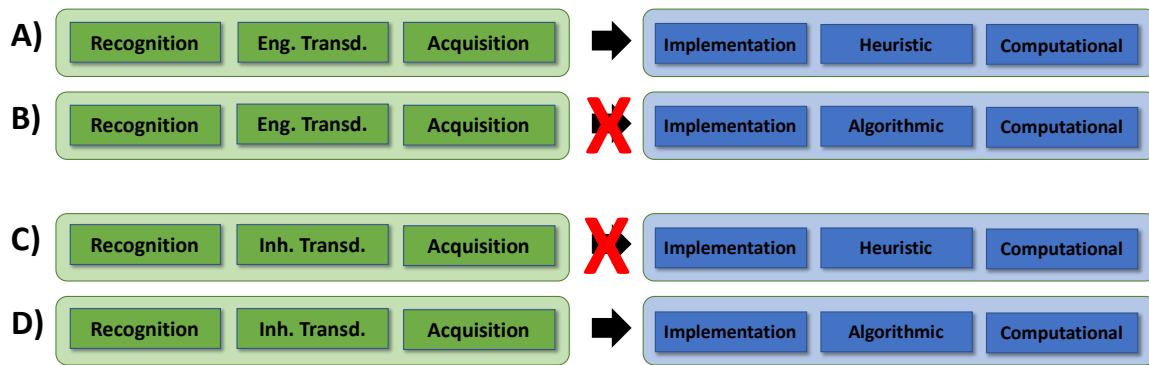 A) Recognition Eng. Transd. Acquisition Implementation Heuristic Computational
B) Recognition Eng. Transd. Acquisition X Implementation Algorithmic Computational
C) Recognition Inh. Transd. Acquisition X Implementation Heuristic Computational
D) Recognition Inh. Transd. Acquisition Implementation Algorithmic Computational